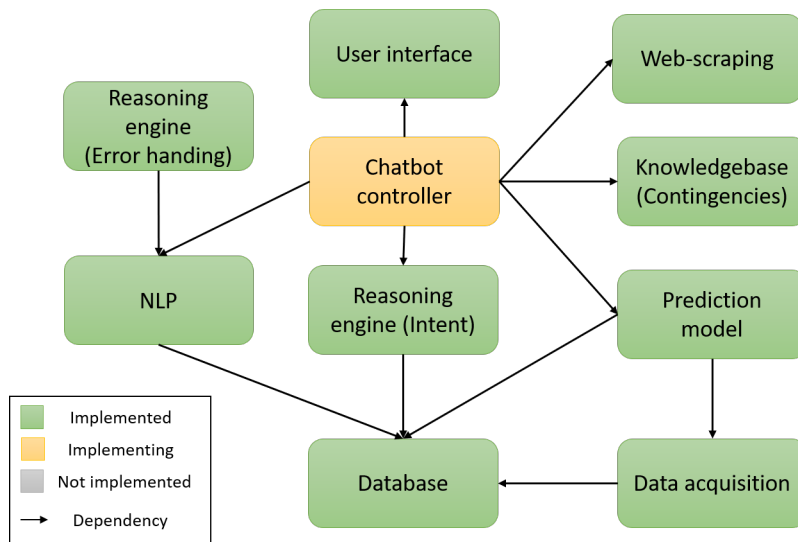 User interface
Web-scraping
Reasoning
engine
(Error handing)
Chatbot
controller
Knowledgebase
(Contingencies)
NLP
Reasoning
engine (Intent)
Prediction
model
Implemented
Implementing
Not implemented
Dependency
Database
Data acquisition